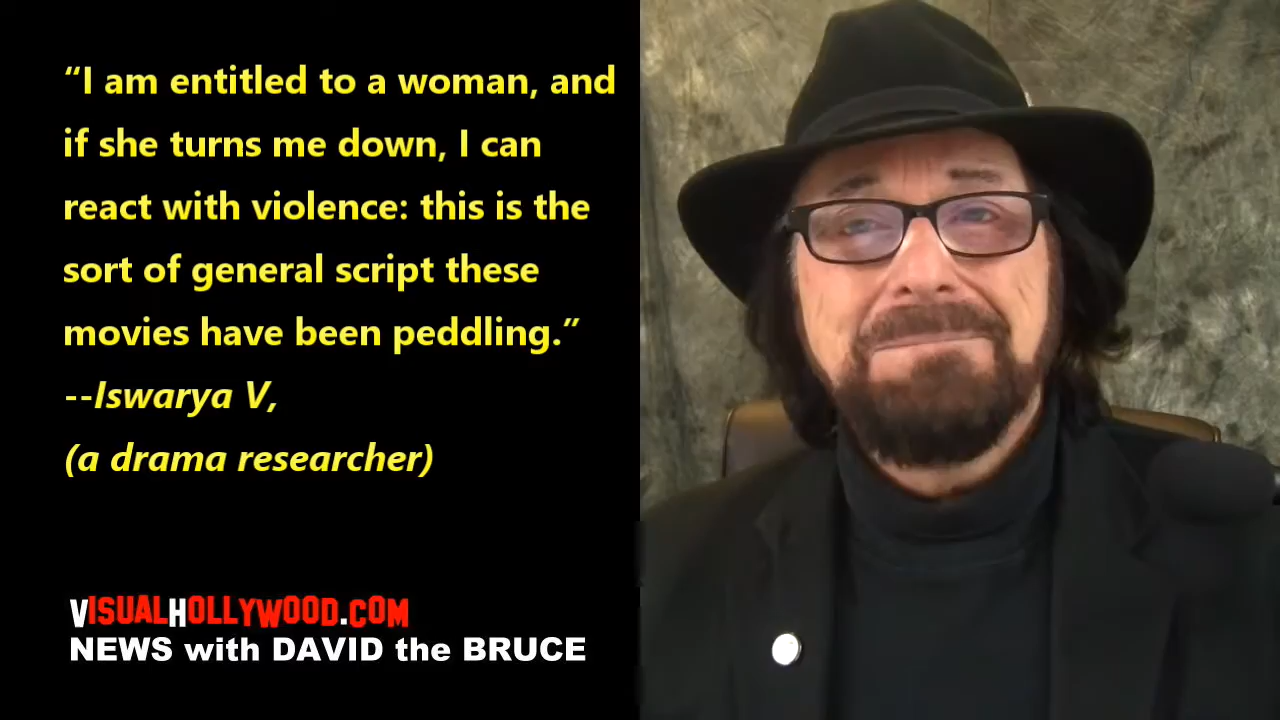 “I am entitled to a woman, and
if she turns me down, I can
react with violence: this is the
sort of general script these
movies have been peddling.”
--Iswarya V,
(a drama researcher)
VISUALHOLLYWOOD.COM
NEWS with DAVID the BRUCE